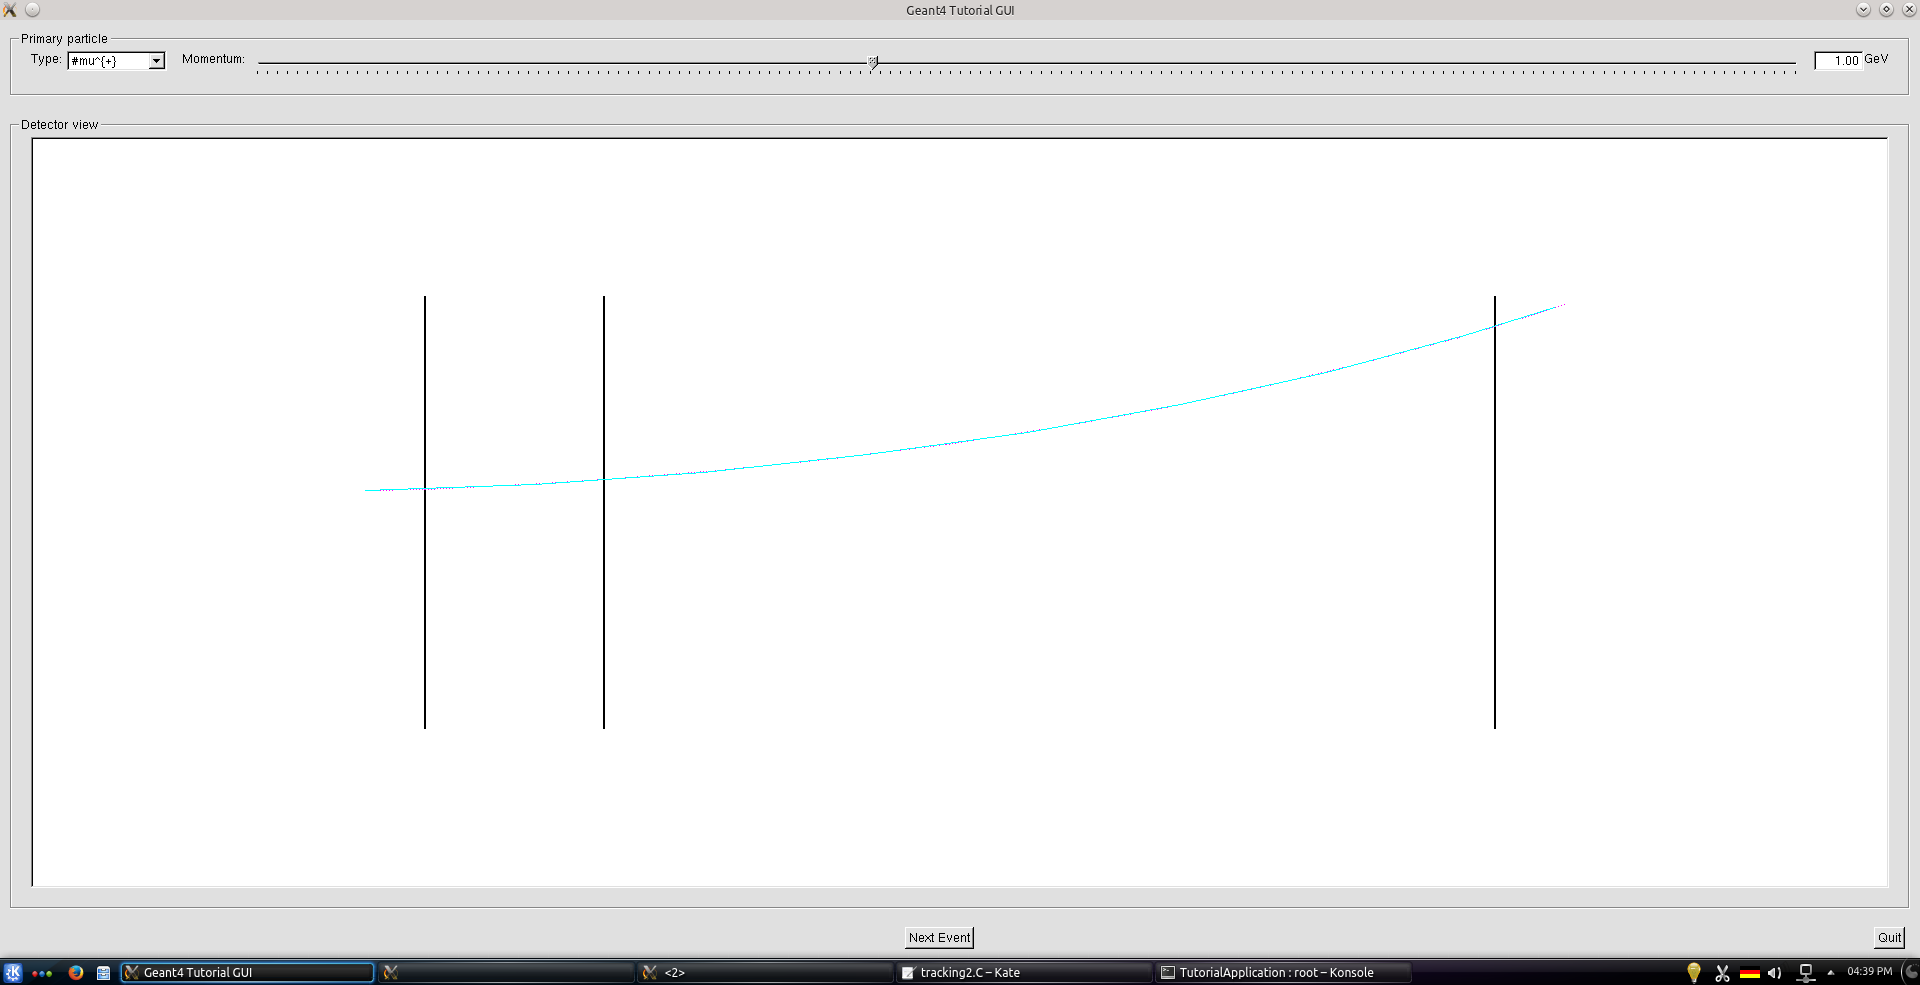 Geant4 Tutorial GUI
Primary particle
Type: #mu^{+} Momentum: 1.00 GeV
Detector view
Next Event Quit
Geant4 Tutorial GUI <2> tracking2.C – Kate TutorialApplication : root – Konsole 04:39 PM